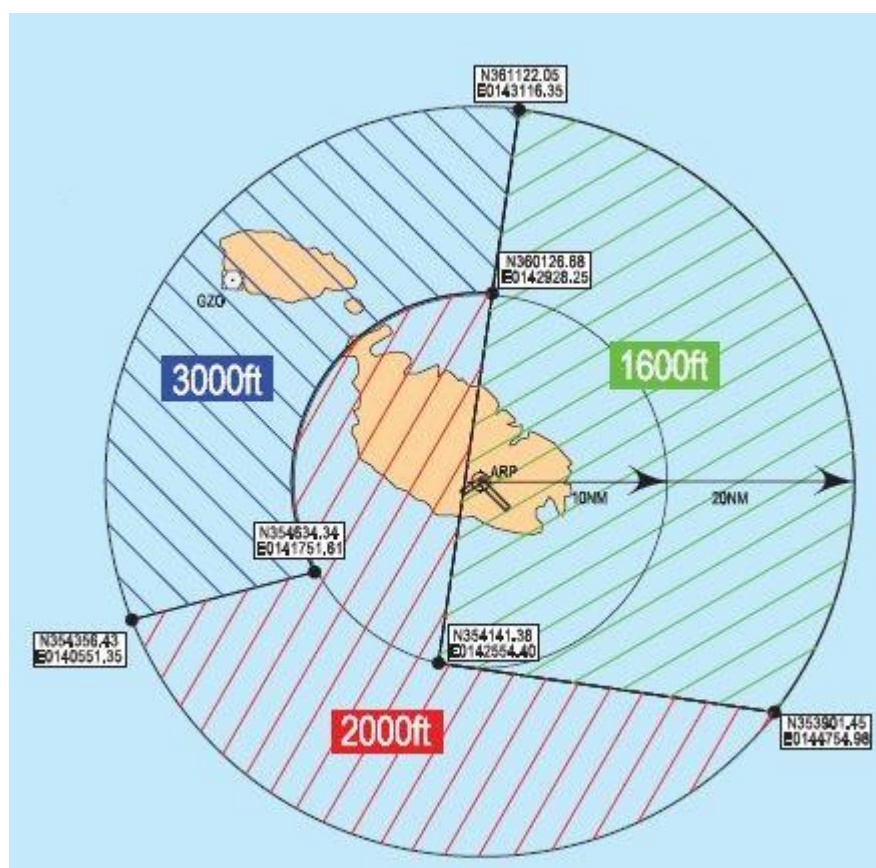 N361122.05
E0143116.35
N360126.68
E0142928.25
GZO
3000ft
1600ft
ARP
10NM
20NM
N354634.34
E0141751.61
N354356.43
E0140551.35
N354141.38
E0142554.40
2000ft
N353901.45
E0144754.98